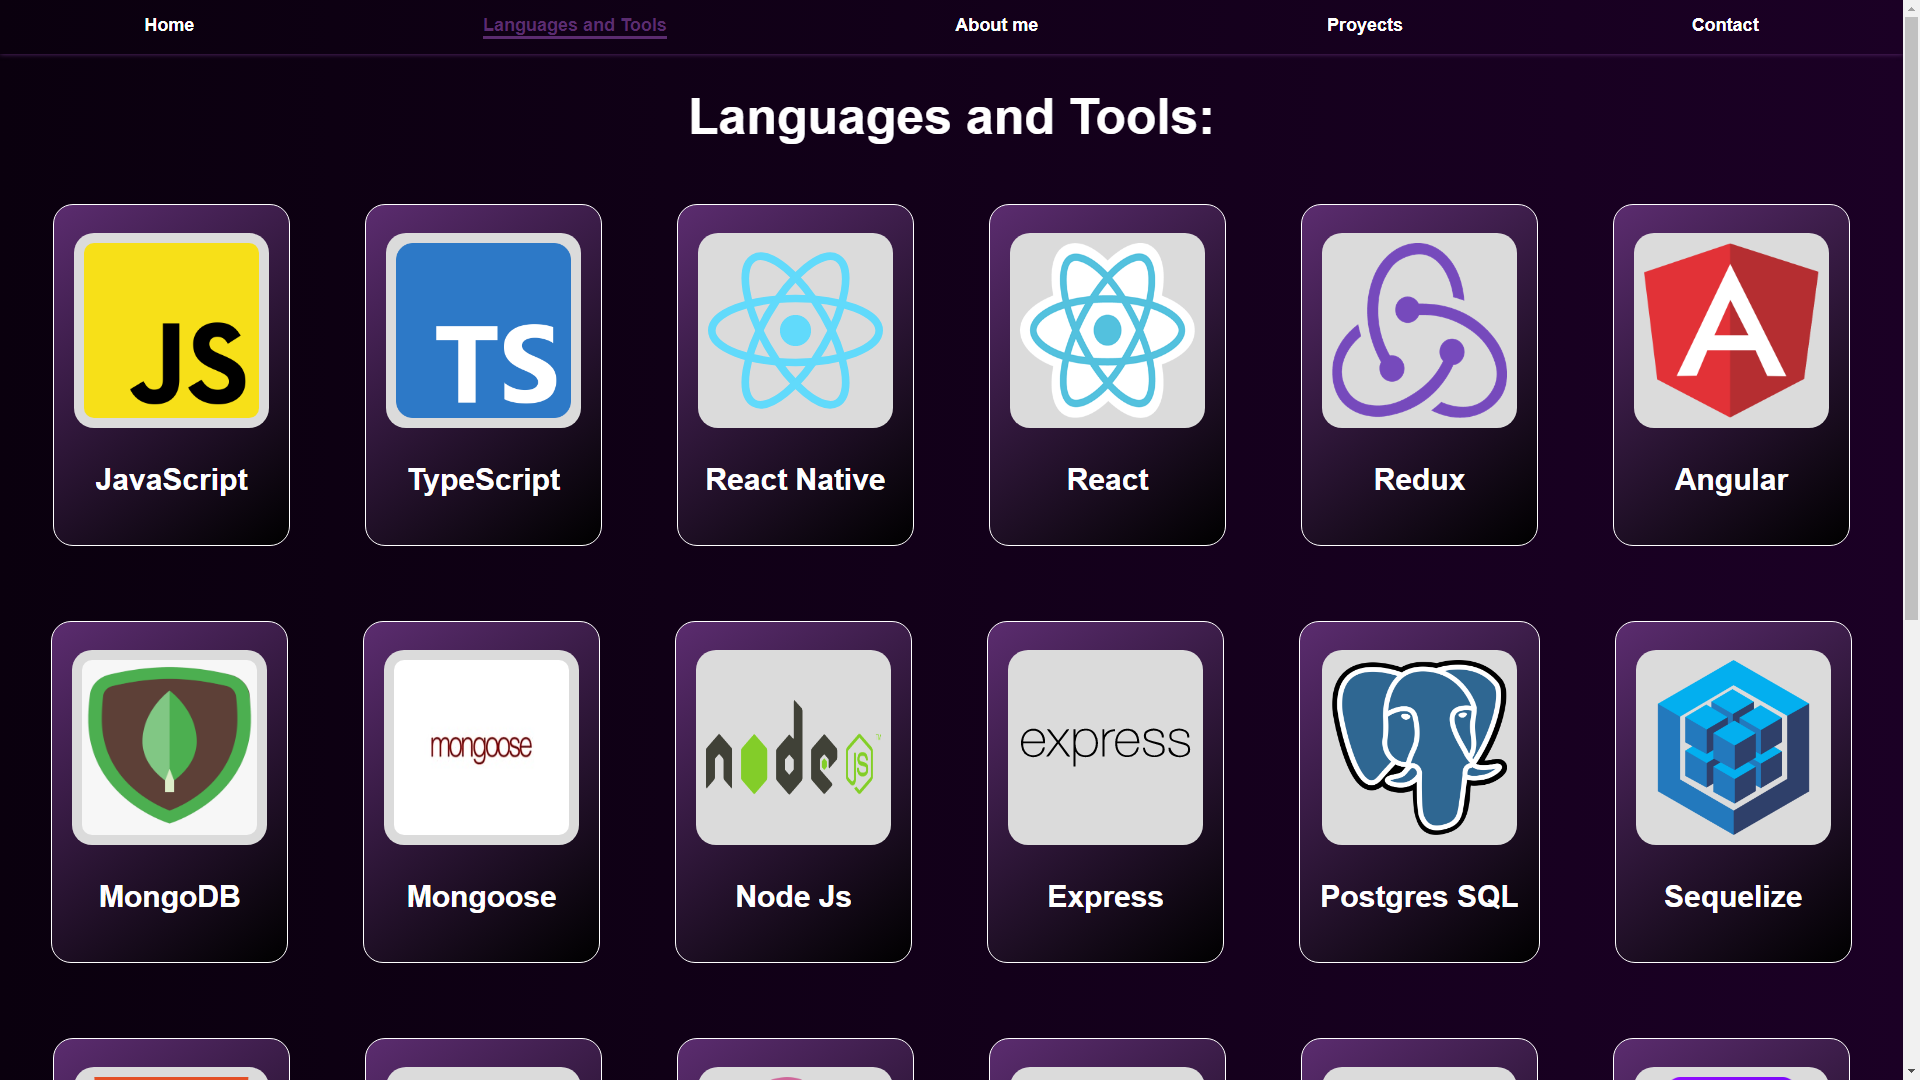 Home
Languages and Tools
About me
Proyects
Contact
Languages and Tools:
JS
TS
JavaScript
TypeScript
React Native
React
Redux
Angular
mongoose
node JS
express
MongoDB
Mongoose
Node Js
Express
Postgres SQL
Sequelize